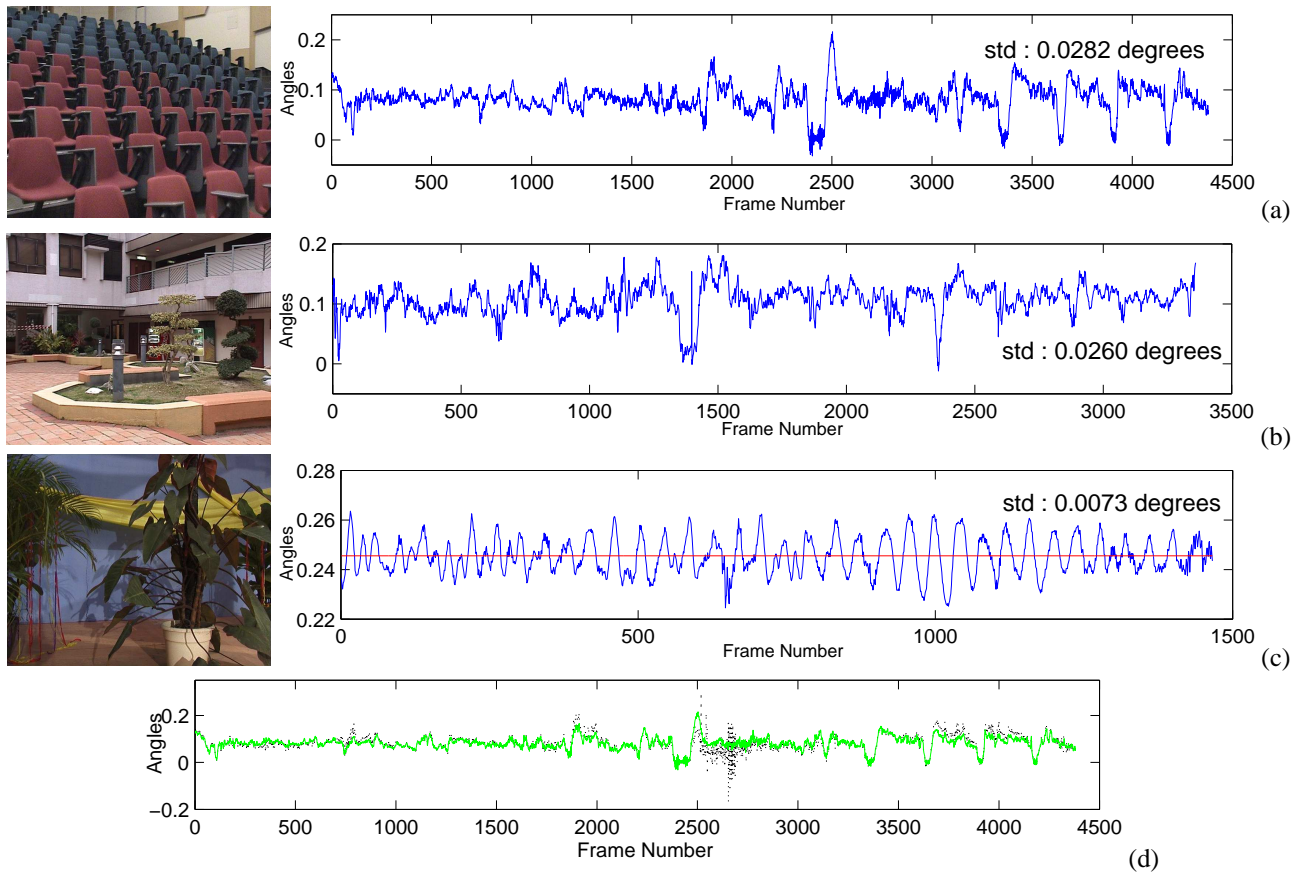 0.2
0.1
0
Angles
std : 0.0282 degrees
0 500 1000 1500 2000 2500 3000 3500 4000 4500
Frame Number
(a)
0.2
0.1
0
Angles
std : 0.0260 degrees
0 500 1000 1500 2000 2500 3000 3500
Frame Number
(b)
0.28
0.26
0.24
0.22
Angles
std : 0.0073 degrees
0 500 1000 1500
Frame Number
(c)
0.2
0
−0.2
Angles
0 500 1000 1500 2000 2500 3000 3500 4000 4500
Frame Number
(d)